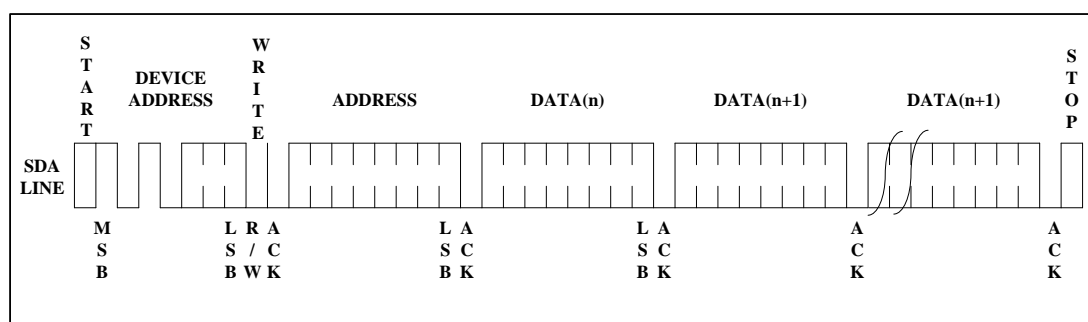 START
WRITE
STOP
DEVICE
ADDRESS
ADDRESS
DATA(n)
DATA(n+1)
DATA(n+1)
SDA
LINE
MSB
LSB
R/W
ACK
LSB
ACK
LSB
ACK
ACK
ACK